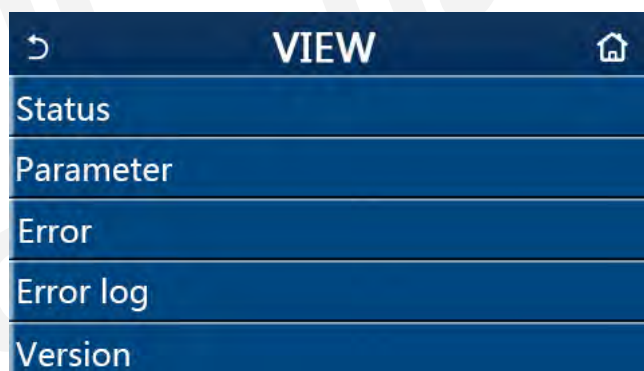 VIEW
Status
Parameter
Error
Error log
Version